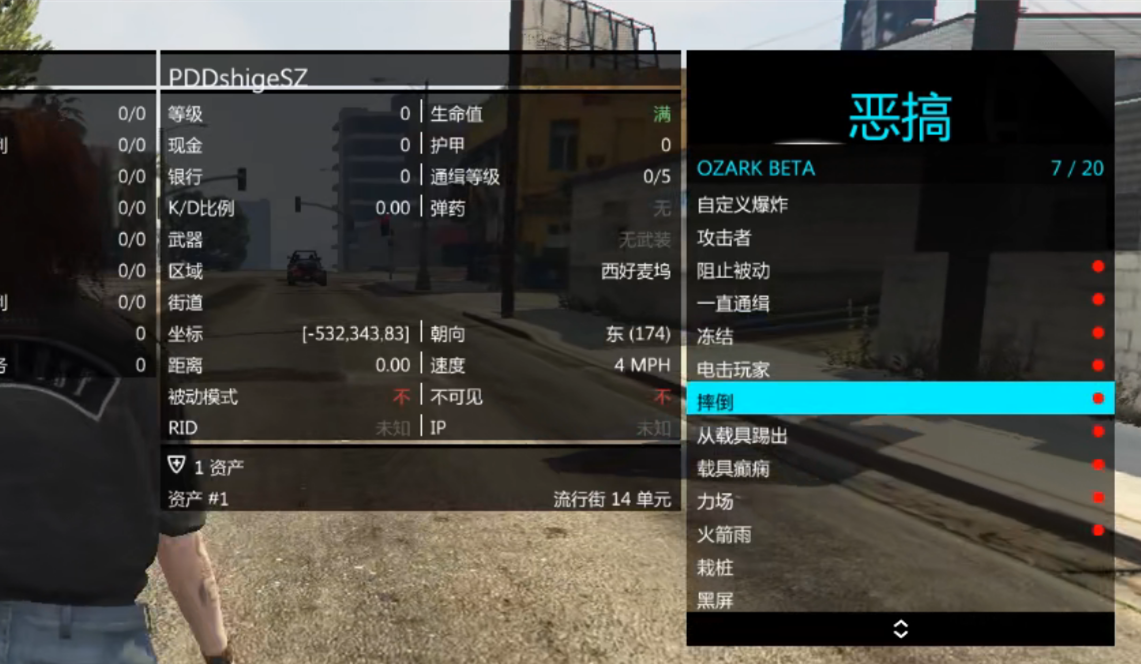 PDDshigeSZ
0/0
等级 0 生命值 满
0/0
现金 0 护甲 0
0/0
银行 0 通缉等级 0/5
0/0
K/D比例 0.00 弹药 无
0/0
武器 无武装
0/0
区域 西好麦坞
0/0
街道
0
坐标 [-532,343.83] 朝向 东 (174)
0
距离 0.00 速度 4 MPH
被动模式 不 不可见 不
RID 未知 IP 未知
1 资产
资产 #1 流行街 14 单元
恶搞
OZARK BETA 7 / 20
自定义爆炸
攻击者
阻止被动
一直通缉
冻结
电击玩家
摔倒
从载具踢出
载具癫痫
力场
火箭雨
栽桩
黑屏